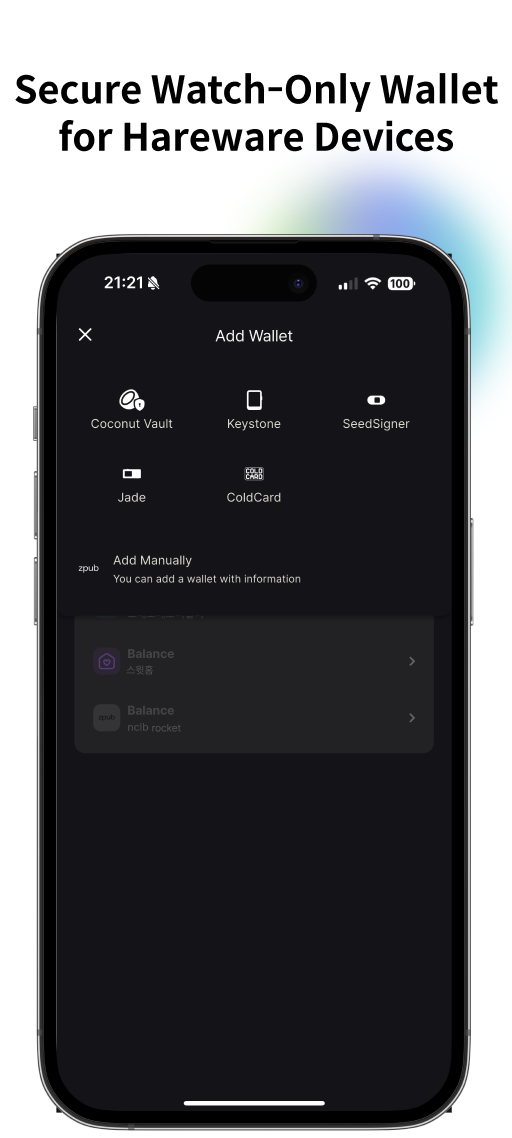 Secure Watch-Only Wallet
for Hareware Devices
21:21
100
Add Wallet
Coconut Vault
Keystone
SeedSigner
Jade
COLD
CARD
ColdCard
zpub
Add Manually
You can add a wallet with information
Balance
스윗홈
zpub
Balance
nclb rocket